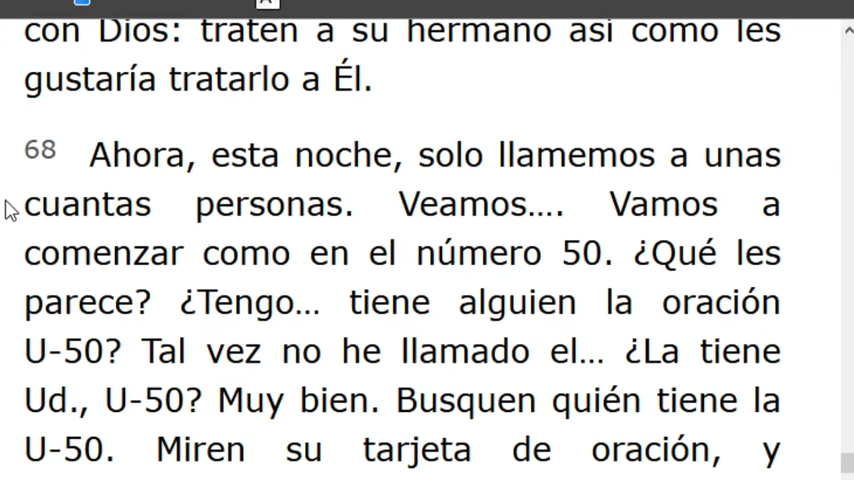 con Dios: traten a su hermano así como les
gustaría tratarlo a Él.
68 Ahora, esta noche, solo llamemos a unas
cuantas personas. Veamos.... Vamos a
comenzar como en el número 50. ¿Qué les
parece? ¿Tengo... tiene alguien la oración
U-50? Tal vez no he llamado el... ¿La tiene
Ud., U-50? Muy bien. Busquen quién tiene la
U-50. Miren su tarjeta de oración, y